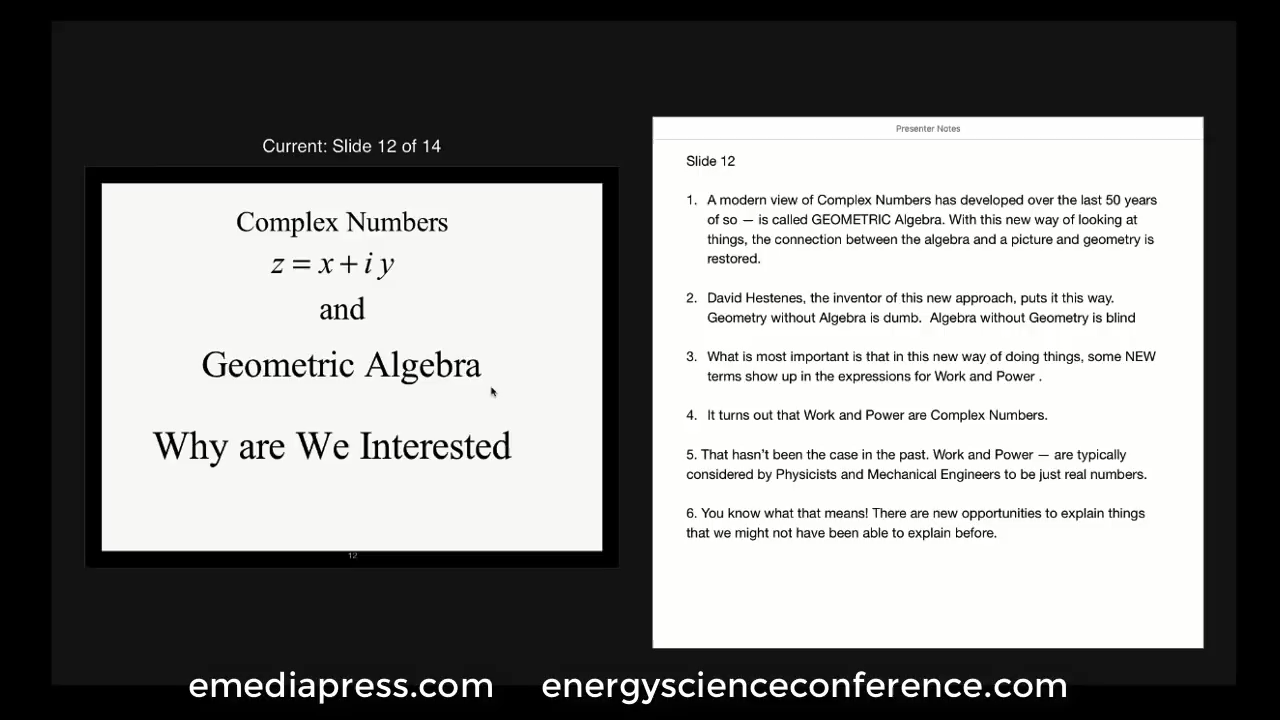 Current: Slide 12 of 14
Complex Numbers
z = x + i y
and
Geometric Algebra
Why are We Interested
12
Presenter Notes
Slide 12
1. A modern view of Complex Numbers has developed over the last 50 years
of so — is called GEOMETRIC Algebra. With this new way of looking at
things, the connection between the algebra and a picture and geometry is
restored.
2. David Hestenes, the inventor of this new approach, puts it this way.
Geometry without Algebra is dumb.  Algebra without Geometry is blind
3. What is most important is that in this new way of doing things, some NEW
terms show up in the expressions for Work and Power .
4. It turns out that Work and Power are Complex Numbers.
5. That hasn’t been the case in the past. Work and Power — are typically
considered by Physicists and Mechanical Engineers to be just real numbers.
6. You know what that means! There are new opportunities to explain things
that we might not have been able to explain before.
emediapress.com energyscienceconference.com